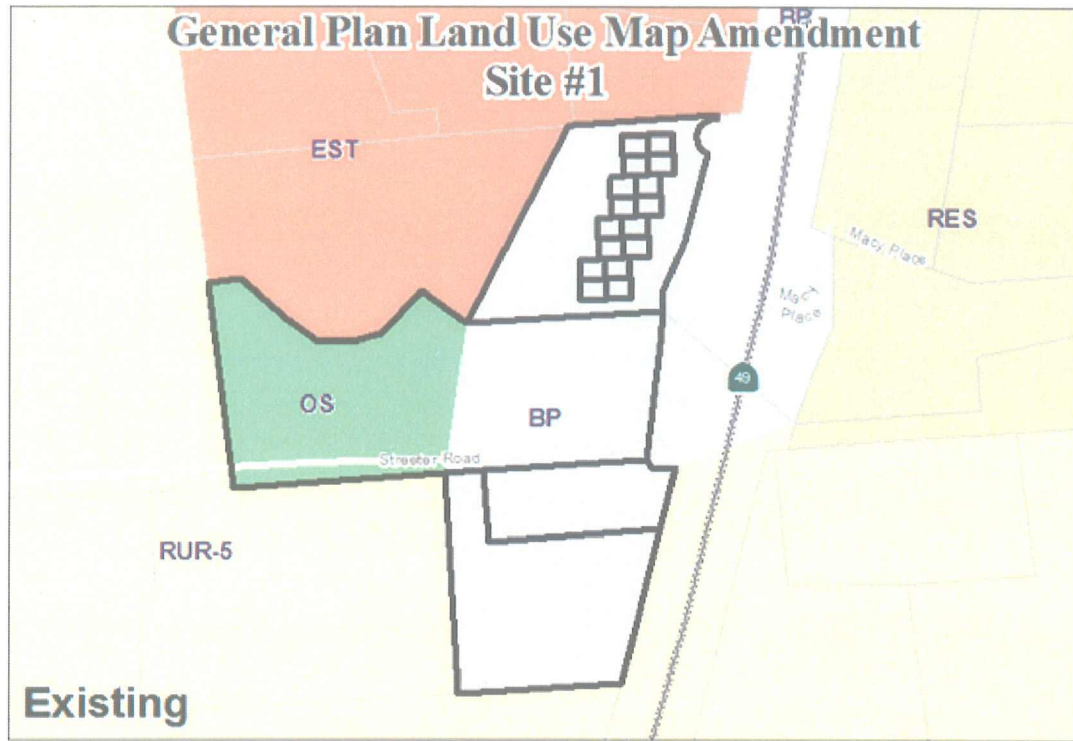 General Plan Land Use Map Amendment
Site #1
EST
RES
Macy Place
Place
49
OS
BP
Streeter Road
RUR-5
Existing